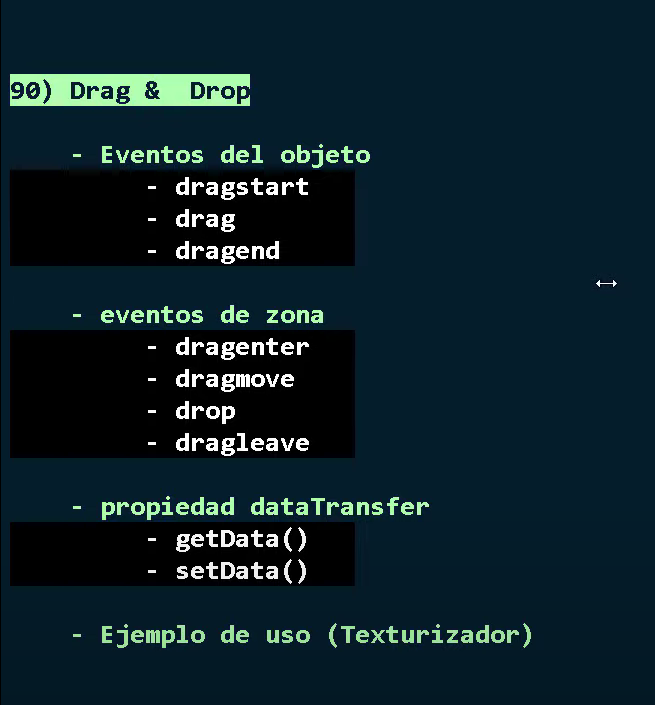 90) Drag &  Drop
- Eventos del objeto
- dragstart
- drag
- dragend
- eventos de zona
- dragenter
- dragmove
- drop
- dragleave
- propiedad dataTransfer
- getData()
- setData()
- Ejemplo de uso (Texturizador)